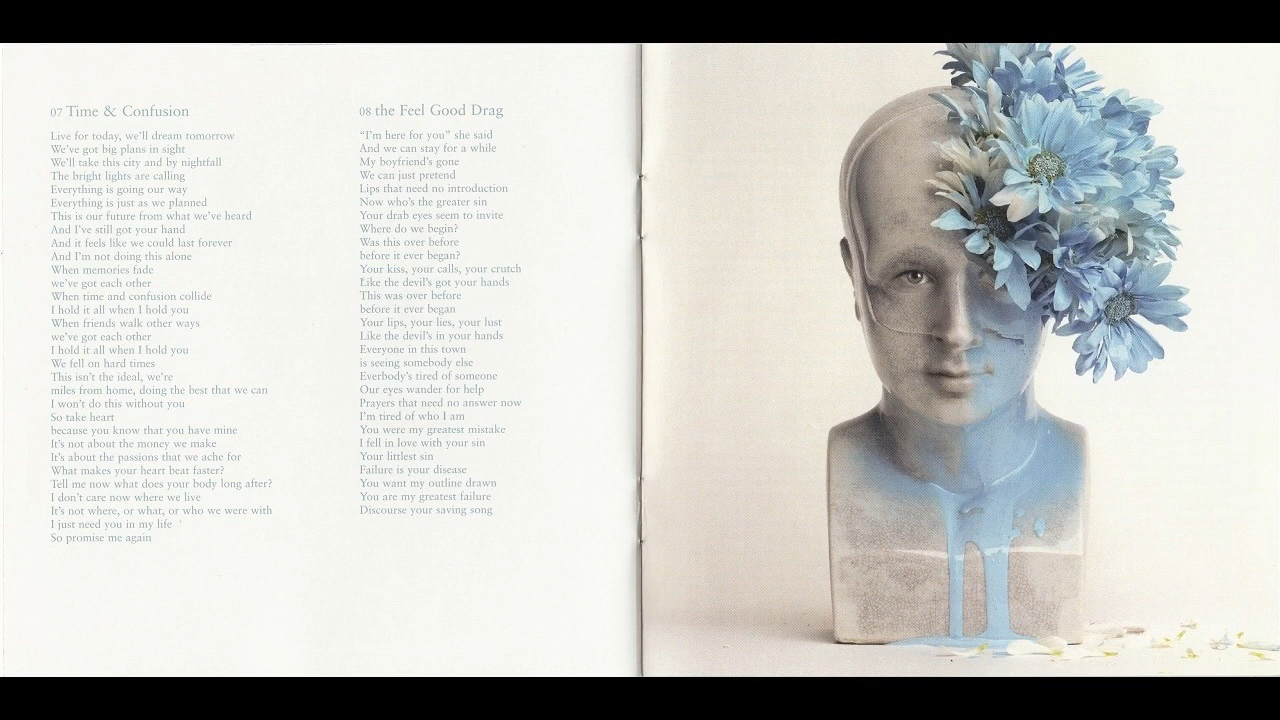 07 Time & Confusion
Live for today, we'll dream tomorrow
We've got big plans in sight
We'll take this city and by nightfall
The bright lights are calling
Everything is going our way
Everything is just as we planned
This is our future from what we've heard
And I've still got your hand
And it feels like we could last forever
And I'm not doing this alone
When memories fade
we've got each other
When time and confusion collide
I hold it all when I hold you
When friends walk other ways
we've got each other
I hold it all when I hold you
We fell on hard times
This isn't the ideal, we're
miles from home, doing the best that we can
I won't do this without you
So take heart
because you know that you have mine
It's not about the money we make
It's about the passions that we ache for
What makes your heart beat faster?
Tell me now what does your body long after?
I don't care now where we live
It's not where, or what, or who we were with
I just need you in my life
So promise me again
08 the Feel Good Drag
“I'm here for you” she said
And we can stay for a while
My boyfriend's gone
We can just pretend
Lips that need no introduction
Now who's the greater sin
Your drab eyes seem to invite
Where do we begin?
Was this over before
before it ever began?
Your kiss, your calls, your crutch
Like the devil's got your hands
This was over before
before it ever began
Your lips, your lies, your lust
Like the devil's in your hands
Everyone in this town
is seeing somebody else
Everbody's tired of someone
Our eyes wander for help
Prayers that need no answer now
I'm tired of who I am
You were my greatest mistake
I fell in love with your sin
Your littlest sin
Failure is your disease
You want my outline drawn
You are my greatest failure
Discourse your saving song